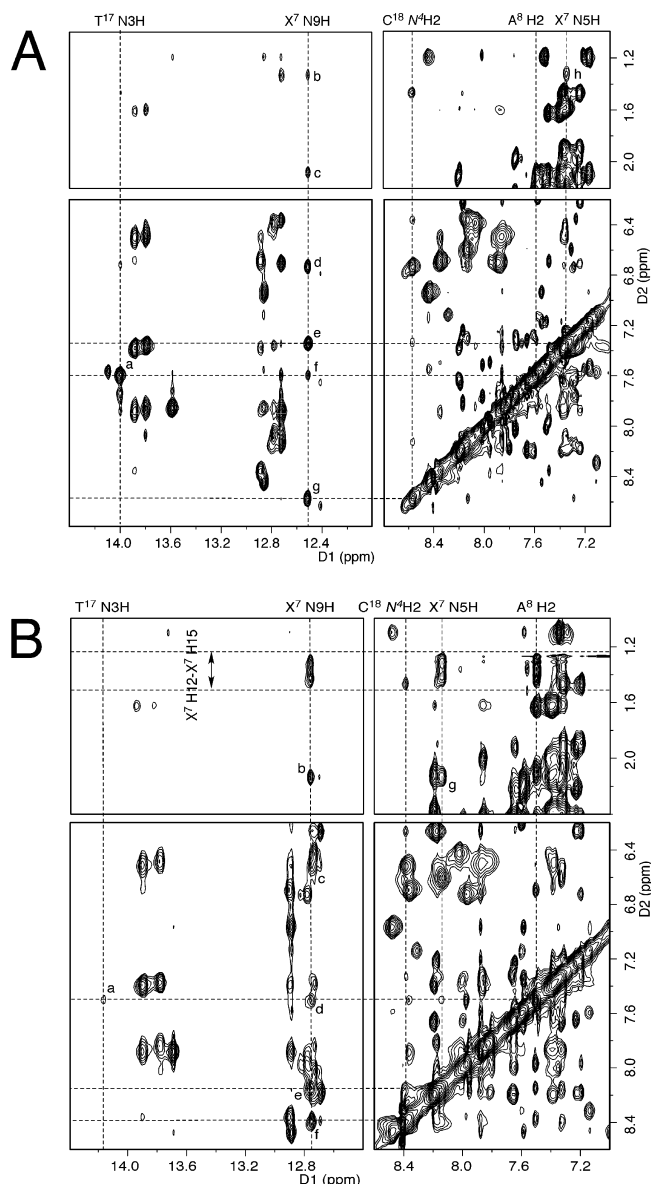 A
T¹⁷ N3H X⁷ N9H C¹⁸ N⁴H2 A⁸ H2 X⁷ N5H
b
h
c
1.2
1.6
2.0
d
e
a
f
g
6.4
6.8
7.2
7.6
8.0
8.4
D2 (ppm)
14.0 13.6 13.2 12.8 12.4 8.4 8.0 7.6 7.2
D1 (ppm) D1 (ppm)
B
T¹⁷ N3H X⁷ N9H C¹⁸ N⁴H2 X⁷ N5H A⁸ H2
X⁷ H12-X⁷ H15
b
g
1.2
1.6
2.0
c
a
d
e
f
6.4
6.8
7.2
7.6
8.0
8.4
D2 (ppm)
14.0 13.6 13.2 12.8 8.4 8.0 7.6 7.2
D1 (ppm) D1 (ppm)